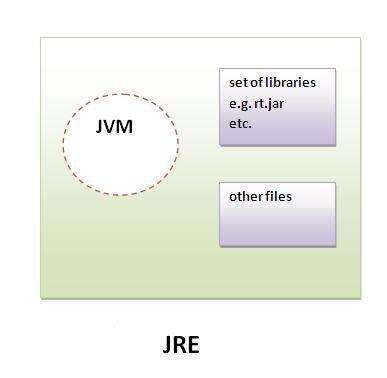 JVM
set of libraries
e.g. rt.jar
etc.
other files
JRE